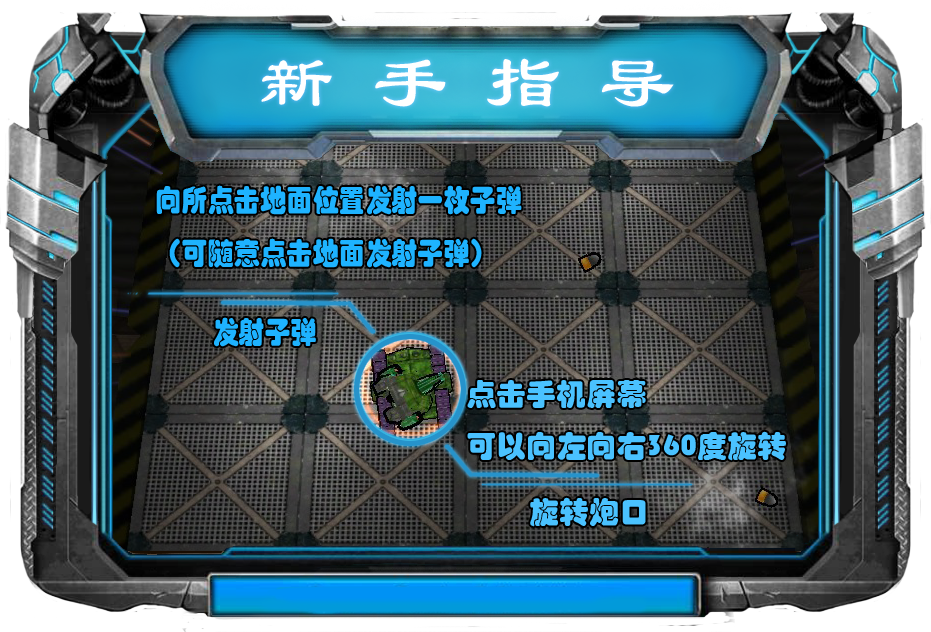 新手指导
向所点击地面位置发射一枚子弹
（可随意点击地面发射子弹）
发射子弹
点击手机屏幕
可以向左向右360度旋转
旋转炮口